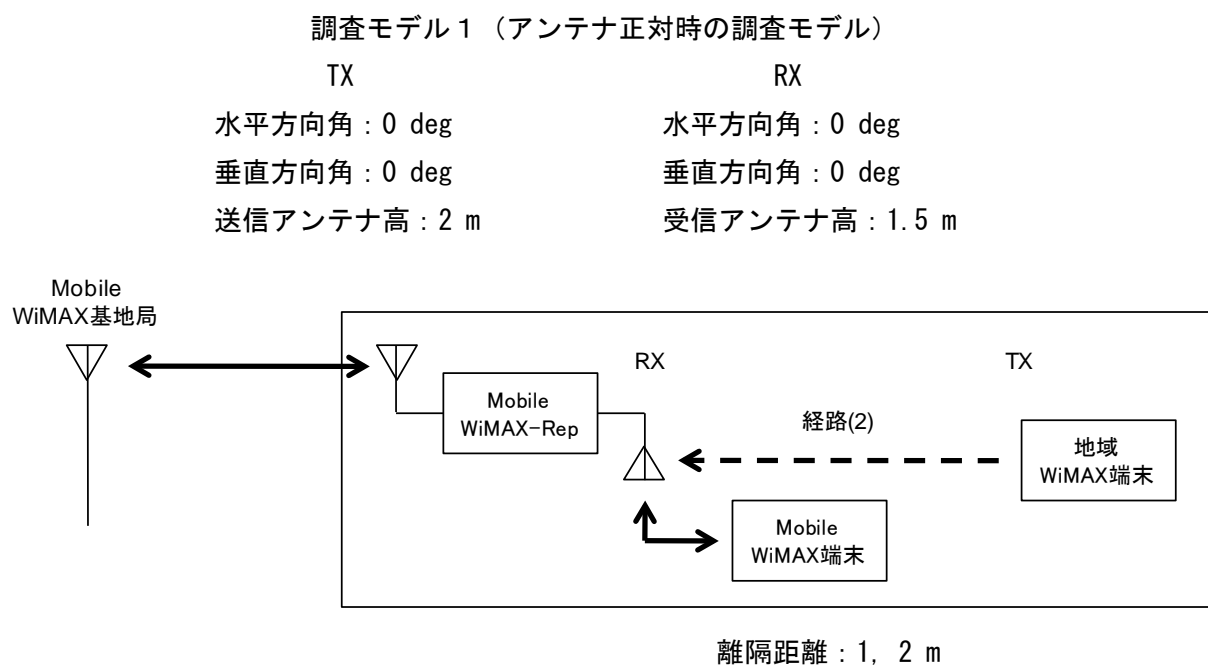 調査モデル１（アンテナ正対時の調査モデル）
TX
RX
水平方向角：0 deg
水平方向角：0 deg
垂直方向角：0 deg
垂直方向角：0 deg
送信アンテナ高：2 m
受信アンテナ高：1.5 m
Mobile
WiMAX基地局
Mobile
WiMAX-Rep
RX
TX
経路(2)
地域
WiMAX端末
Mobile
WiMAX端末
離隔距離：1, 2 m